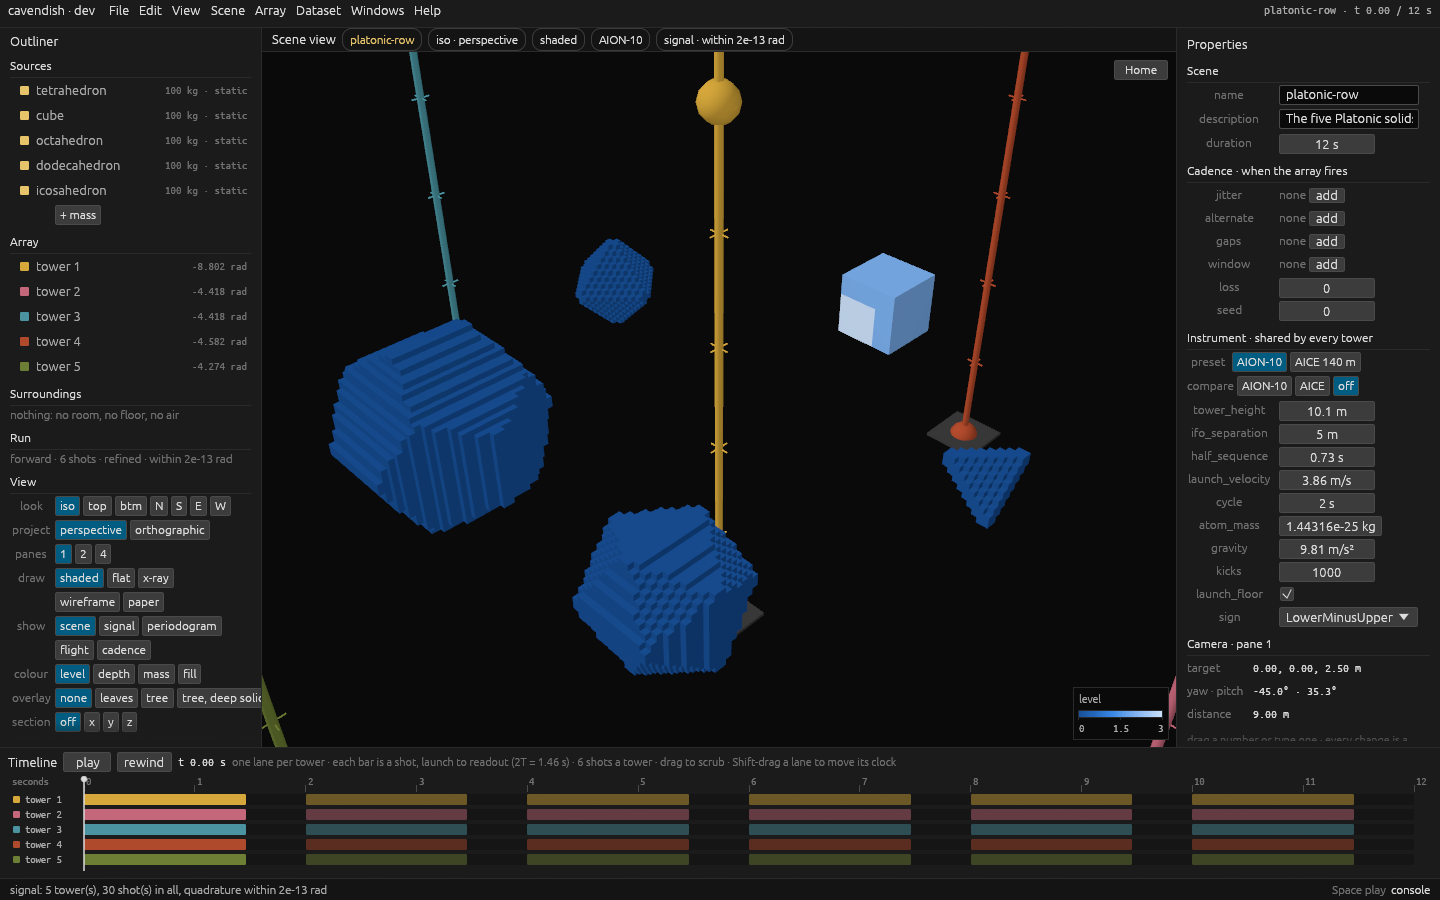 cavendish · dev File Edit View Scene Array Dataset Windows Help platonic-row · t 0.00 / 12 s
Outliner
Sources
tetrahedron 100 kg · static
cube 100 kg · static
octahedron 100 kg · static
dodecahedron 100 kg · static
icosahedron 100 kg · static
+ mass
Array
tower 1 -8.802 rad
tower 2 -4.418 rad
tower 3 -4.418 rad
tower 4 -4.582 rad
tower 5 -4.274 rad
Surroundings
nothing: no room, no floor, no air
Run
forward · 6 shots · refined · within 2e-13 rad
View
look iso top btm N S E W
project perspective orthographic
panes 1 2 4
draw shaded flat x-ray
wireframe paper
show scene signal periodogram
flight cadence
colour level depth mass fill
overlay none leaves tree tree, deep solid
section off x y z
Scene view platonic-row iso · perspective shaded AION-10 signal · within 2e-13 rad
Home
level
0 1.5 3
Properties
Scene
name platonic-row
description The five Platonic solids
duration 12 s
Cadence · when the array fires
jitter none add
alternate none add
gaps none add
window none add
loss 0
seed 0
Instrument · shared by every tower
preset AION-10 AICE 140 m
compare AION-10 AICE off
tower_height 10.1 m
ifo_separation 5 m
half_sequence 0.73 s
launch_velocity 3.86 m/s
cycle 2 s
atom_mass 1.44316e-25 kg
gravity 9.81 m/s²
kicks 1000
launch_floor
sign LowerMinusUpper
Camera · pane 1
target 0.00, 0.00, 2.50 m
yaw · pitch -45.0° · 35.3°
distance 9.00 m
drag a number or type one · every change is a
Timeline play rewind t 0.00 s one lane per tower · each bar is a shot, launch to readout (2T = 1.46 s) · 6 shots a tower · drag to scrub · Shift-drag a lane to move its clock
seconds 0 1 2 3 4 5 6 7 8 9 10 11 12
tower 1
tower 2
tower 3
tower 4
tower 5
signal: 5 tower(s), 30 shot(s) in all, quadrature within 2e-13 rad Space play console